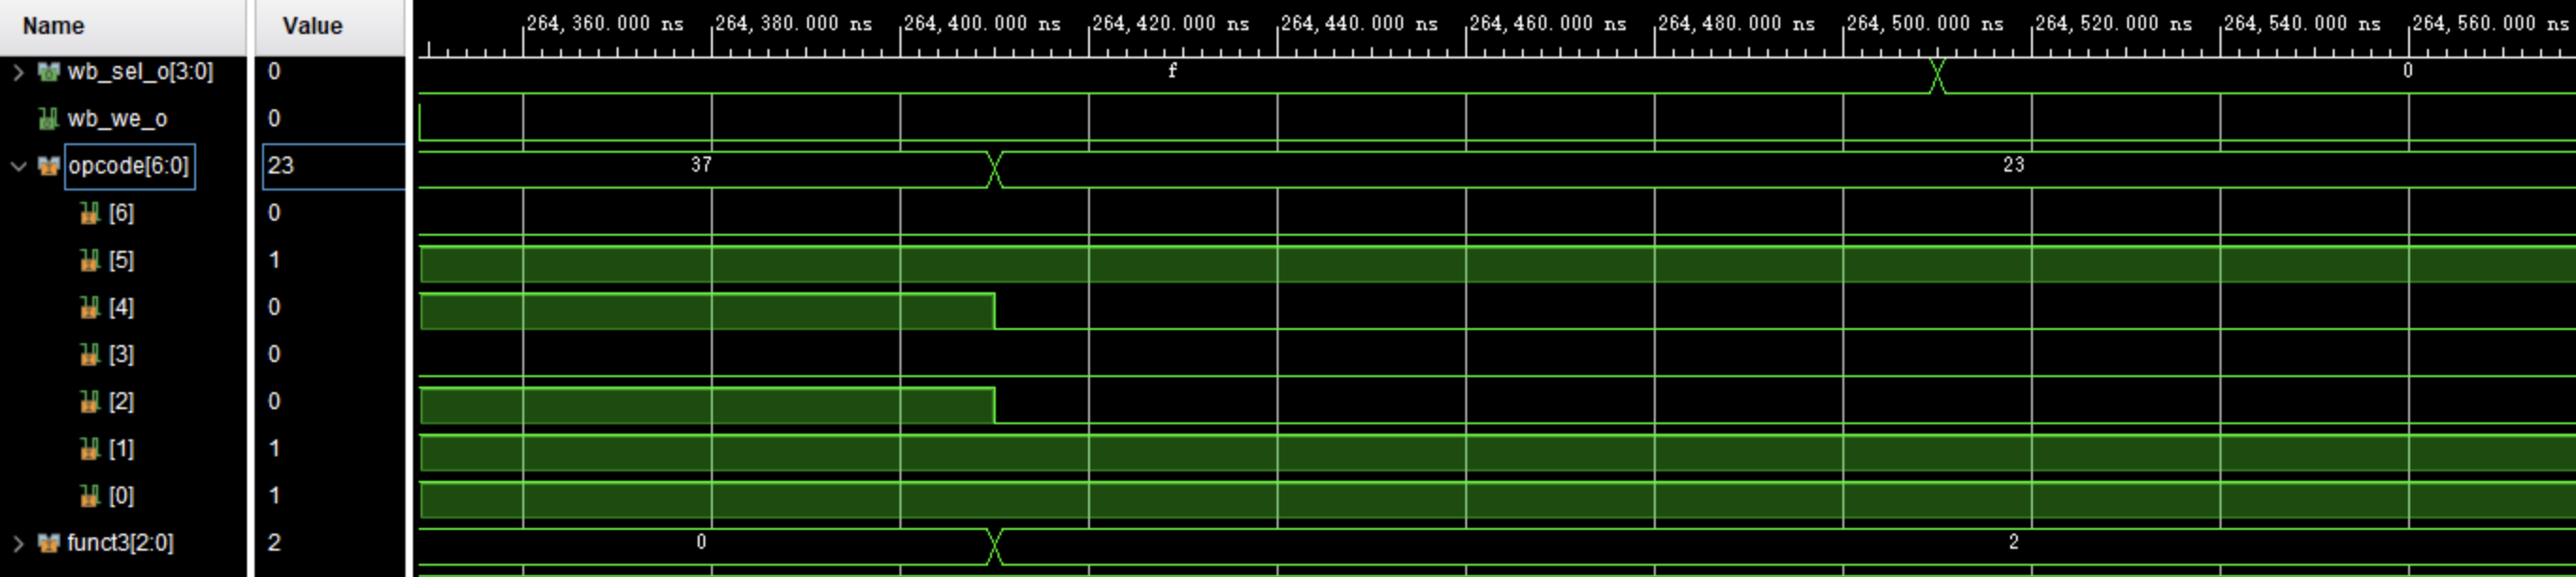 Name Value 264,360.000 ns 264,380.000 ns 264,400.000 ns 264,420.000 ns 264,440.000 ns 264,460.000 ns 264,480.000 ns 264,500.000 ns 264,520.000 ns 264,540.000 ns 264,560.000 ns
wb_sel_o[3:0] 0 f 0
wb_we_o 0
opcode[6:0] 23 37 23
[6] 0
[5] 1
[4] 0
[3] 0
[2] 0
[1] 1
[0] 1
funct3[2:0] 2 0 2